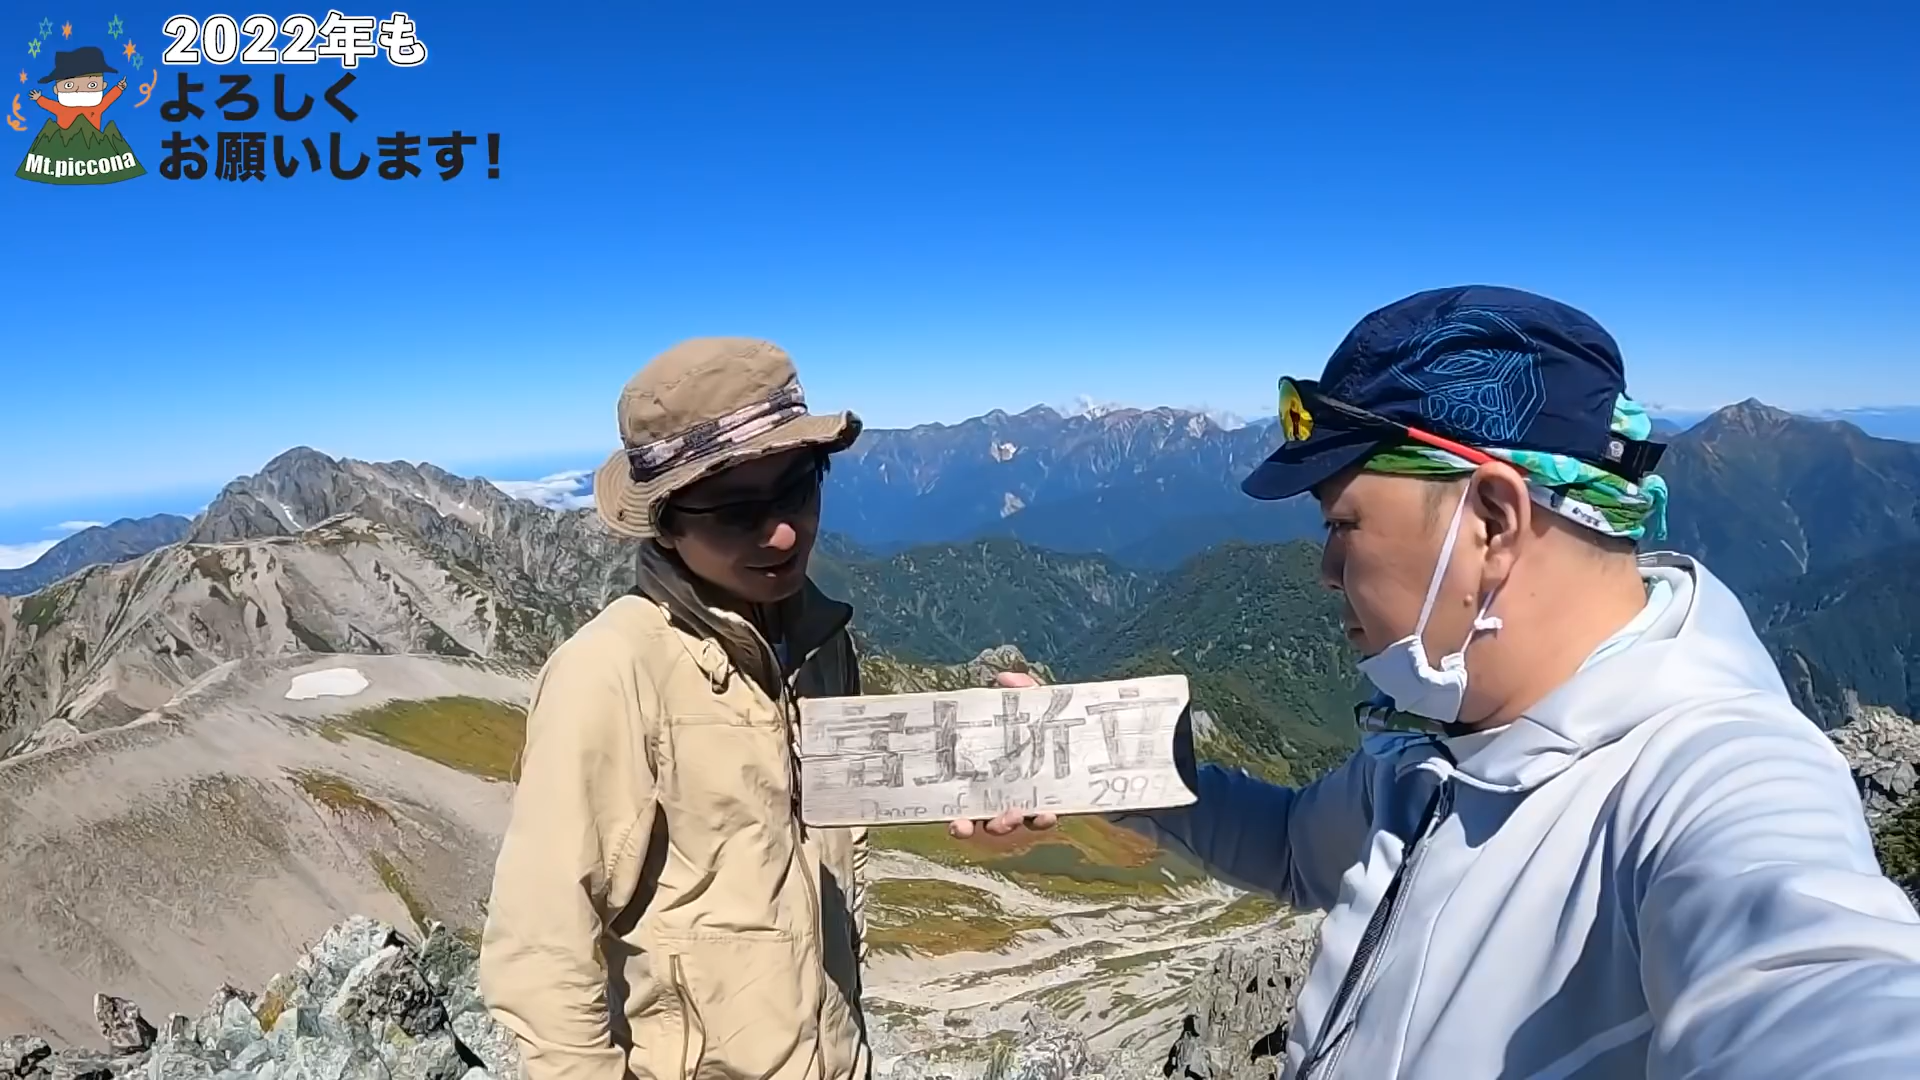 2022年も
よろしく
お願いします!
Mt.piccona
富士折立
Peace of Mind = 2999